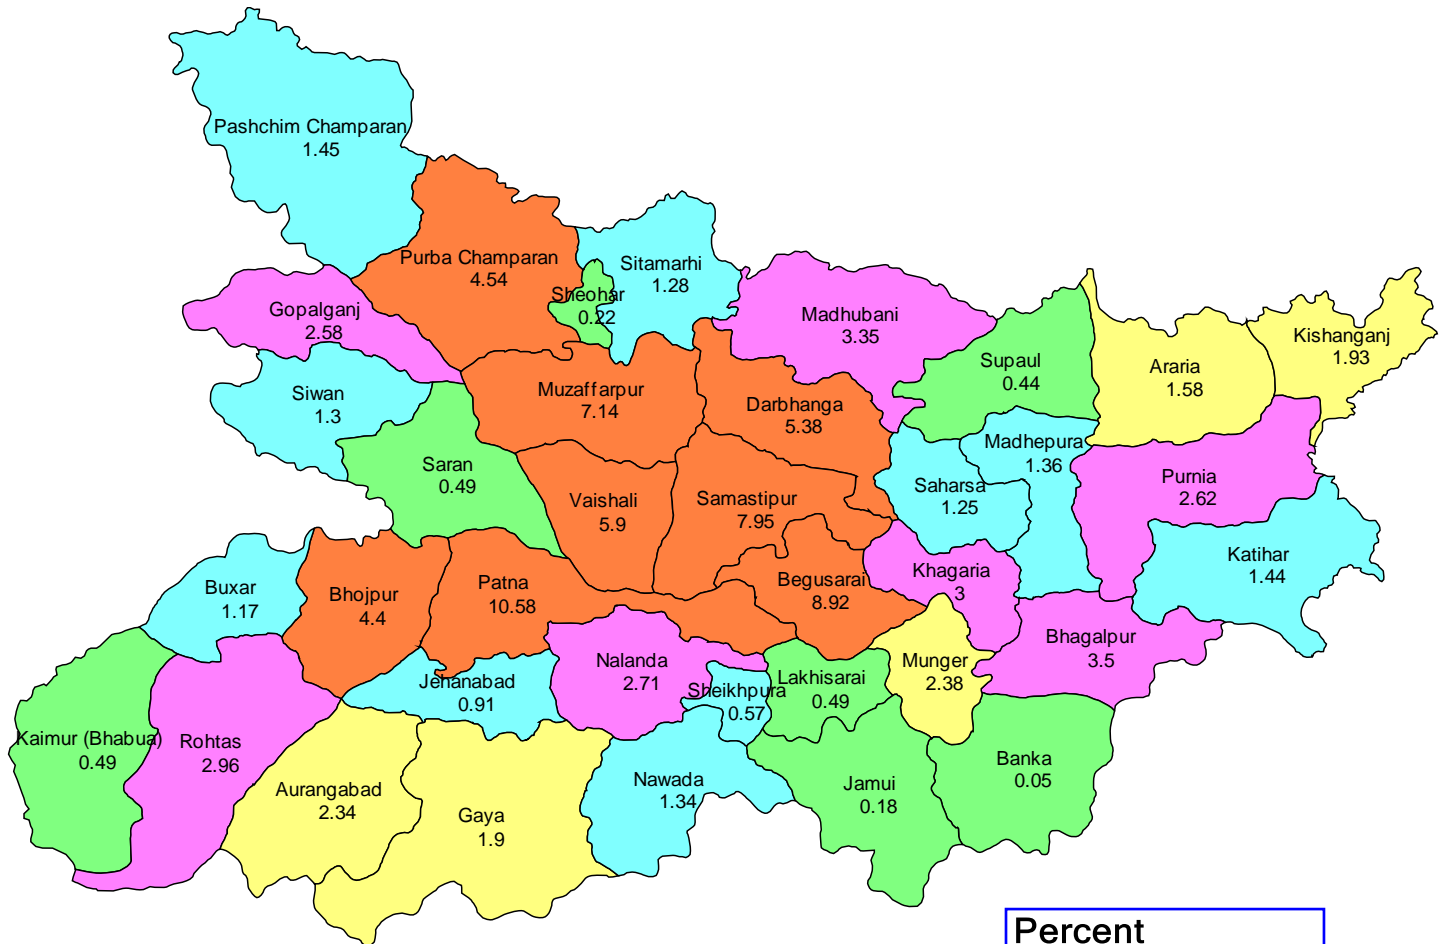 Pashchim Champaran
1.45
Purba Champaran
4.54
Sheohar
0.22
Sitamarhi
1.28
Gopalganj
2.58
Madhubani
3.35
Kishanganj
1.93
Supaul
0.44
Araria
1.58
Siwan
1.3
Muzaffarpur
7.14
Darbhanga
5.38
Madhepura
1.36
Saran
0.49
Vaishali
5.9
Samastipur
7.95
Saharsa
1.25
Purnia
2.62
Katihar
1.44
Buxar
1.17
Bhojpur
4.4
Patna
10.58
Begusarai
8.92
Khagaria
3
Bhagalpur
3.5
Jehanabad
0.91
Nalanda
2.71
Sheikhpura
0.57
Lakhisarai
0.49
Munger
2.38
Kaimur (Bhabua)
0.49
Rohtas
2.96
Aurangabad
2.34
Gaya
1.9
Nawada
1.34
Jamui
0.18
Banka
0.05
Percent